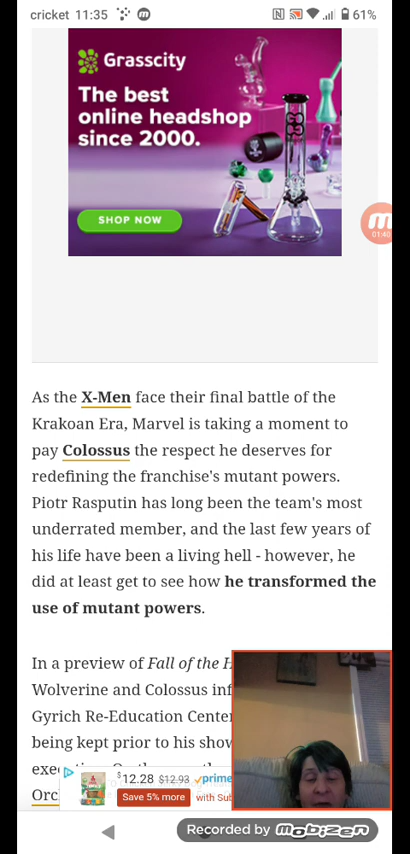 cricket 11:35 61%
Grasscity
The best
online headshop
since 2000.
SHOP NOW
m
01:40
As the X-Men face their final battle of the
Krakoan Era, Marvel is taking a moment to
pay Colossus the respect he deserves for
redefining the franchise's mutant powers.
Piotr Rasputin has long been the team's most
underrated member, and the last few years of
his life have been a living hell - however, he
did at least get to see how he transformed the
use of mutant powers.
In a preview of Fall of the H
Wolverine and Colossus inf
Gyrich Re-Education Center
being kept prior to his show
$12.28 $12.93 prime
Save 5% more with Sub
Orc
Recorded by mobizen